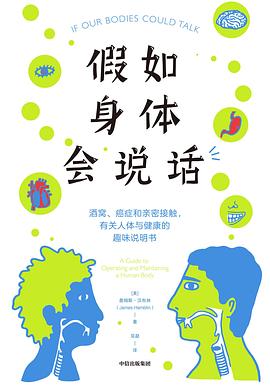 IF OUR BODIES COULD TALK
假如
身体
会说话
酒窝、癌症和亲密接触，
有关人体与健康的
趣味说明书
A Guide to
Operating and Maintaining
a Human Body
［美］
詹姆斯·汉布林
（James Hamblin）
著
译
中信出版集团